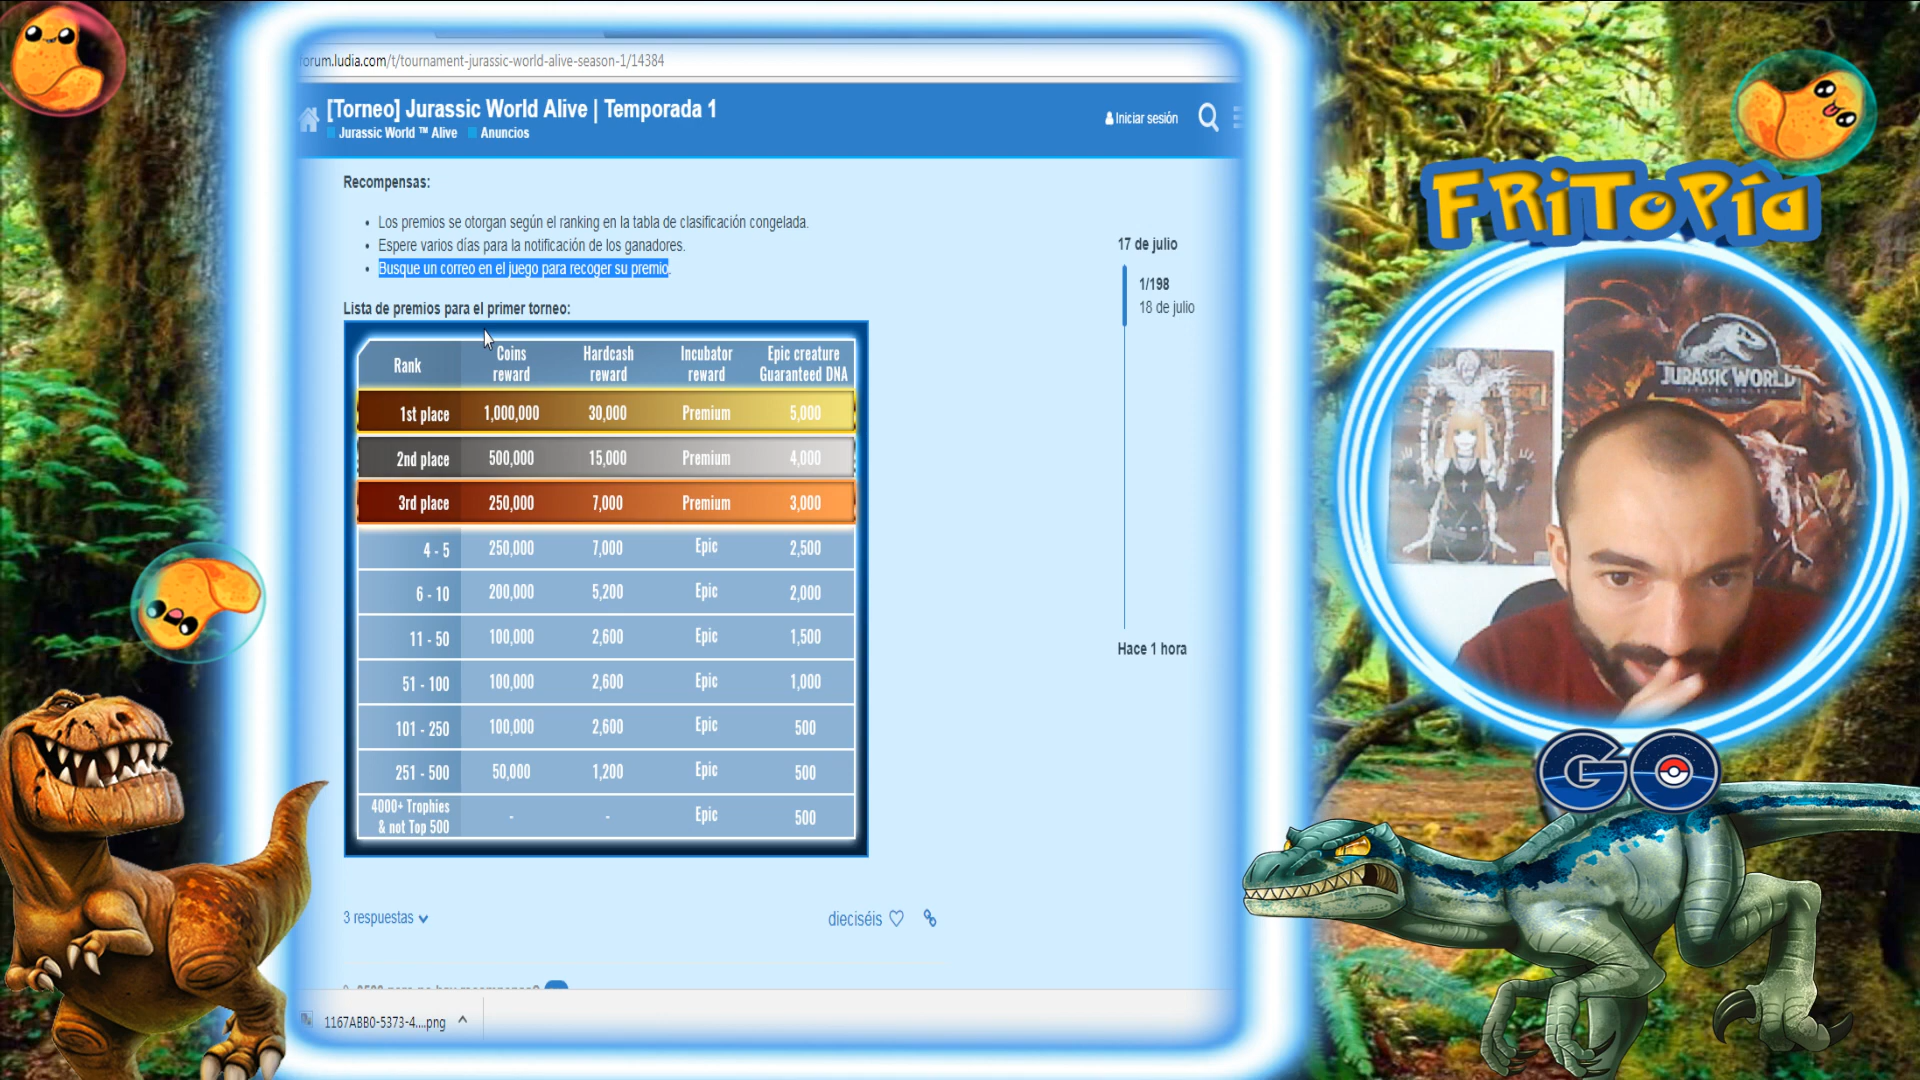 forum.ludia.com/t/tournament-jurassic-world-alive-season-1/14384
[Torneo] Jurassic World Alive | Temporada 1
Jurassic World ™ Alive Anuncios
Iniciar sesión
Recompensas:
• Los premios se otorgan según el ranking en la tabla de clasificación congelada.
• Espere varios días para la notificación de los ganadores.
• Busque un correo en el juego para recoger su premio.
Lista de premios para el primer torneo:
Rank Coins reward Hardcash reward Incubator reward Epic creature Guaranteed DNA
1st place 1,000,000 30,000 Premium 5,000
2nd place 500,000 15,000 Premium 4,000
3rd place 250,000 7,000 Premium 3,000
4 - 5 250,000 7,000 Epic 2,500
6 - 10 200,000 5,200 Epic 2,000
11 - 50 100,000 2,600 Epic 1,500
51 - 100 100,000 2,600 Epic 1,000
101 - 250 100,000 2,600 Epic 500
251 - 500 50,000 1,200 Epic 500
4000+ Trophies & not Top 500 - - Epic 500
3 respuestas
dieciséis
1167ABB0-5373-4....png
17 de julio
1/198
18 de julio
Hace 1 hora
FRiToPía
JURASSIC WORLD
GO